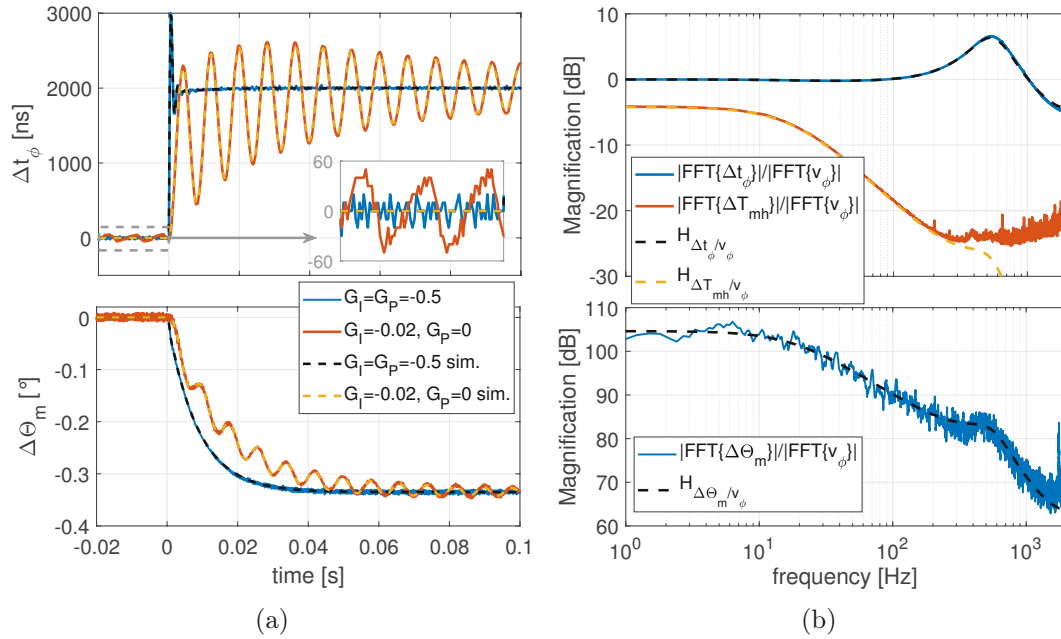 3000
2000
1000
0
Δt_ϕ [ns]
60
0
-60
0
-0.1
-0.2
-0.3
-0.4
ΔΘ_m [º]
G_I=G_P=-0.5
G_I=-0.02, G_P=0
G_I=G_P=-0.5 sim.
G_I=-0.02, G_P=0 sim.
-0.02 0 0.02 0.04 0.06 0.08 0.1
time [s]
(a)
10
0
-10
-20
-30
Magnification [dB]
|FFT{Δt_ϕ}|/|FFT{v_ϕ}|
|FFT{ΔT_mh}|/|FFT{v_ϕ}|
H_Δt_ϕ/v_ϕ
H_ΔT_mh/v_ϕ
110
100
90
80
70
60
Magnification [dB]
|FFT{ΔΘ_m}|/|FFT{v_ϕ}|
H_ΔΘ_m/v_ϕ
10^0 10^1 10^2 10^3
frequency [Hz]
(b)